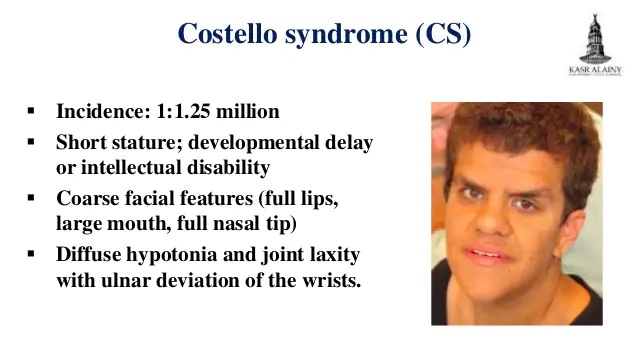 Costello syndrome (CS)
KASR ALAINY
▪ Incidence: 1:1.25 million
▪ Short stature; developmental delay
or intellectual disability
▪ Coarse facial features (full lips,
large mouth, full nasal tip)
▪ Diffuse hypotonia and joint laxity
with ulnar deviation of the wrists.